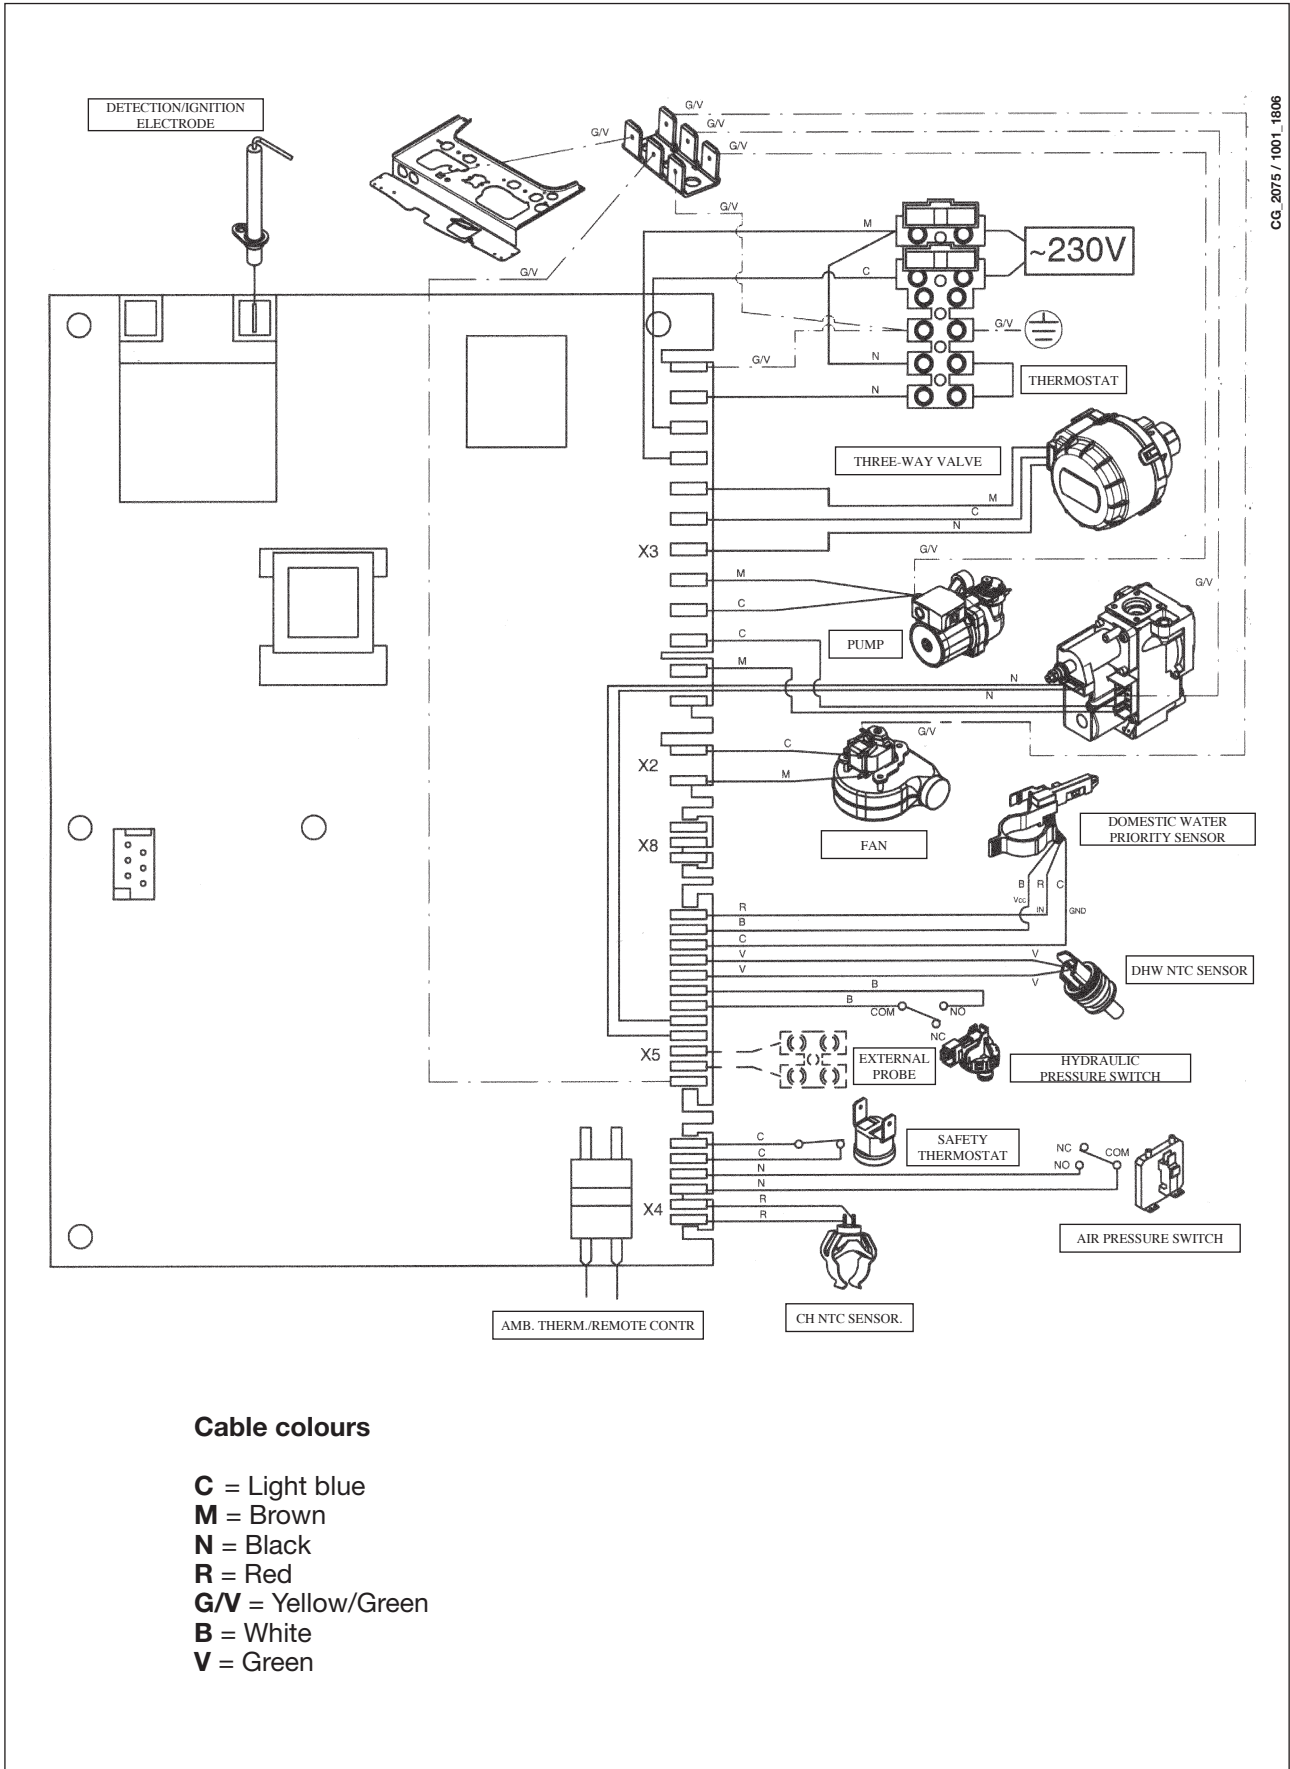 CG_2075 / 1001_1806
DETECTION/IGNITION
ELECTRODE
G/V
G/V
G/V
G/V
G/V
G/V
M
C
~230V
G/V
G/V
N
N
THERMOSTAT
THREE-WAY VALVE
M
C
N
X3
G/V
M
C
PUMP
G/V
C
M
N
N
G/V
X2
C
M
FAN
X8
DOMESTIC WATER
PRIORITY SENSOR
B
R
C
Vcc
IN
GND
R
B
C
V
V
V
V
DHW NTC SENSOR
B
B
COM
NO
NC
X5
EXTERNAL
PROBE
HYDRAULIC
PRESSURE SWITCH
C
C
SAFETY
THERMOSTAT
NC
NO
COM
N
N
X4
R
R
AIR PRESSURE SWITCH
AMB. THERM./REMOTE CONTR
CH NTC SENSOR.
Cable colours
C = Light blue
M = Brown
N = Black
R = Red
G/V = Yellow/Green
B = White
V = Green